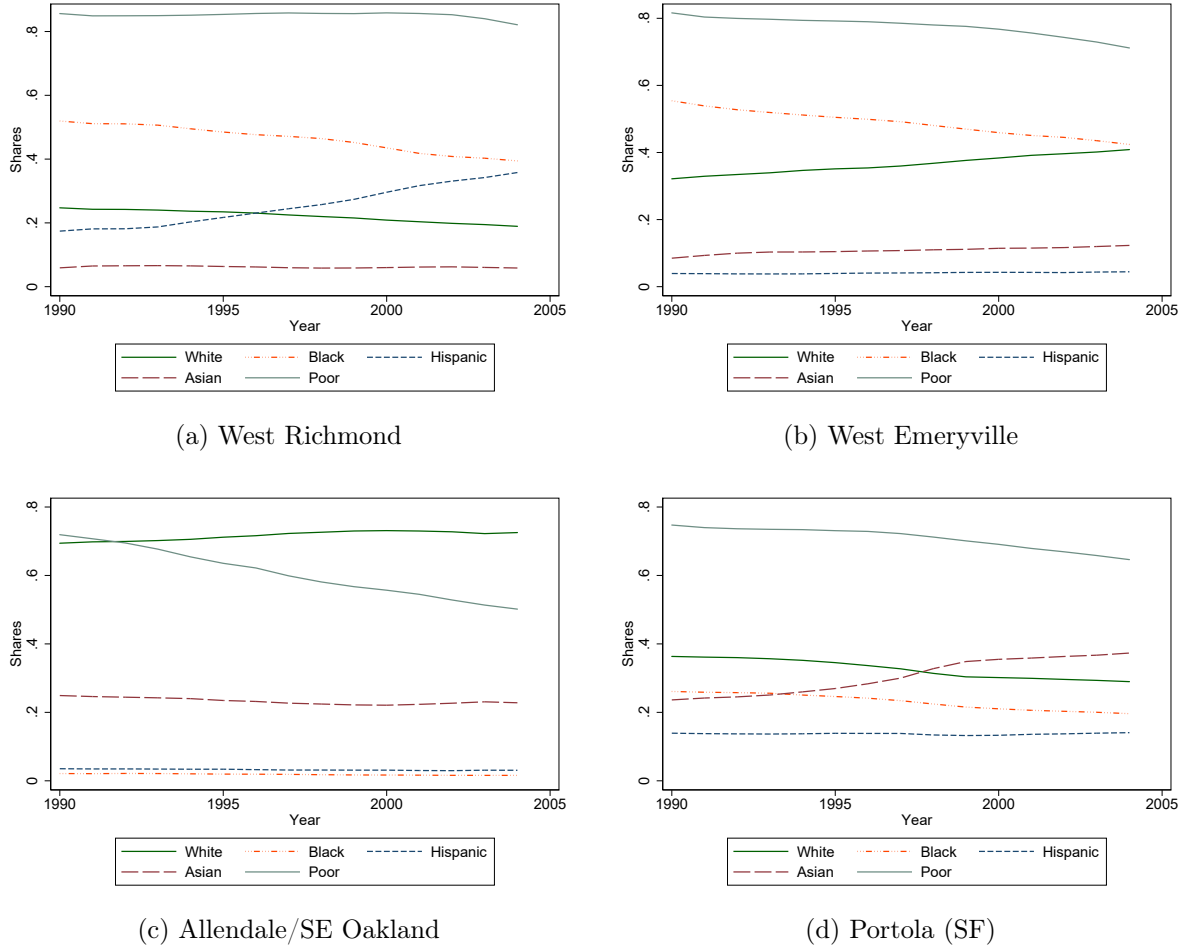 .8
.6
.4
.2
0
Shares
1990 1995 2000 2005
Year
White Black Hispanic
Asian Poor
(a) West Richmond
.8
.6
.4
.2
0
Shares
1990 1995 2000 2005
Year
White Black Hispanic
Asian Poor
(b) West Emeryville
.8
.6
.4
.2
0
Shares
1990 1995 2000 2005
Year
White Black Hispanic
Asian Poor
(c) Allendale/SE Oakland
.8
.6
.4
.2
0
Shares
1990 1995 2000 2005
Year
White Black Hispanic
Asian Poor
(d) Portola (SF)